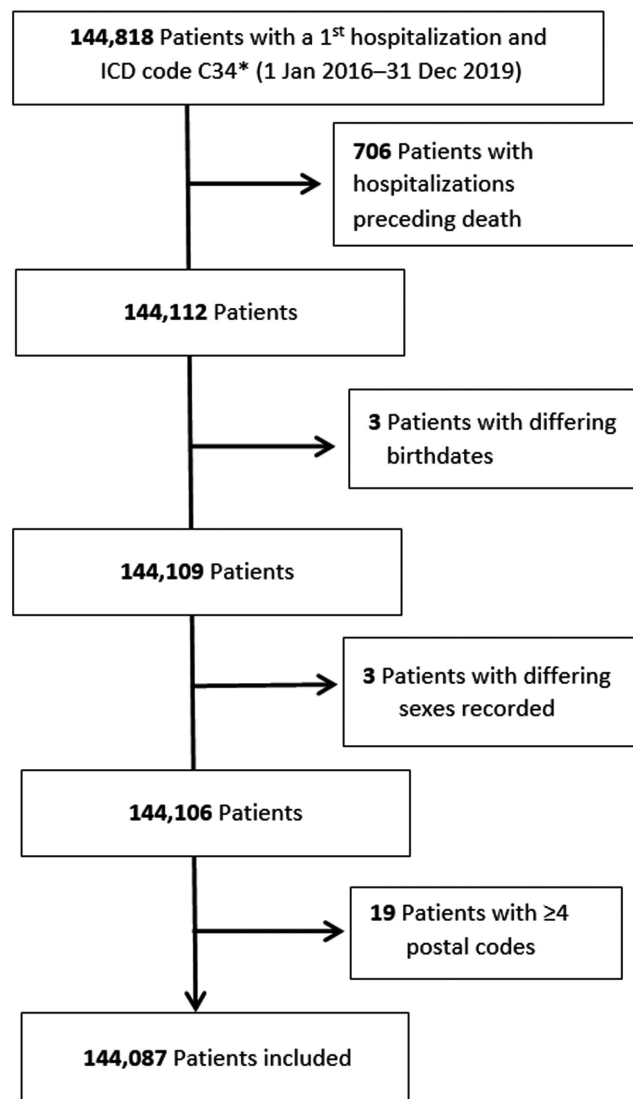 144,818 Patients with a 1st hospitalization and
ICD code C34* (1 Jan 2016–31 Dec 2019)
706 Patients with
hospitalizations
preceding death
144,112 Patients
3 Patients with differing
birthdates
144,109 Patients
3 Patients with differing
sexes recorded
144,106 Patients
19 Patients with ≥4
postal codes
144,087 Patients included